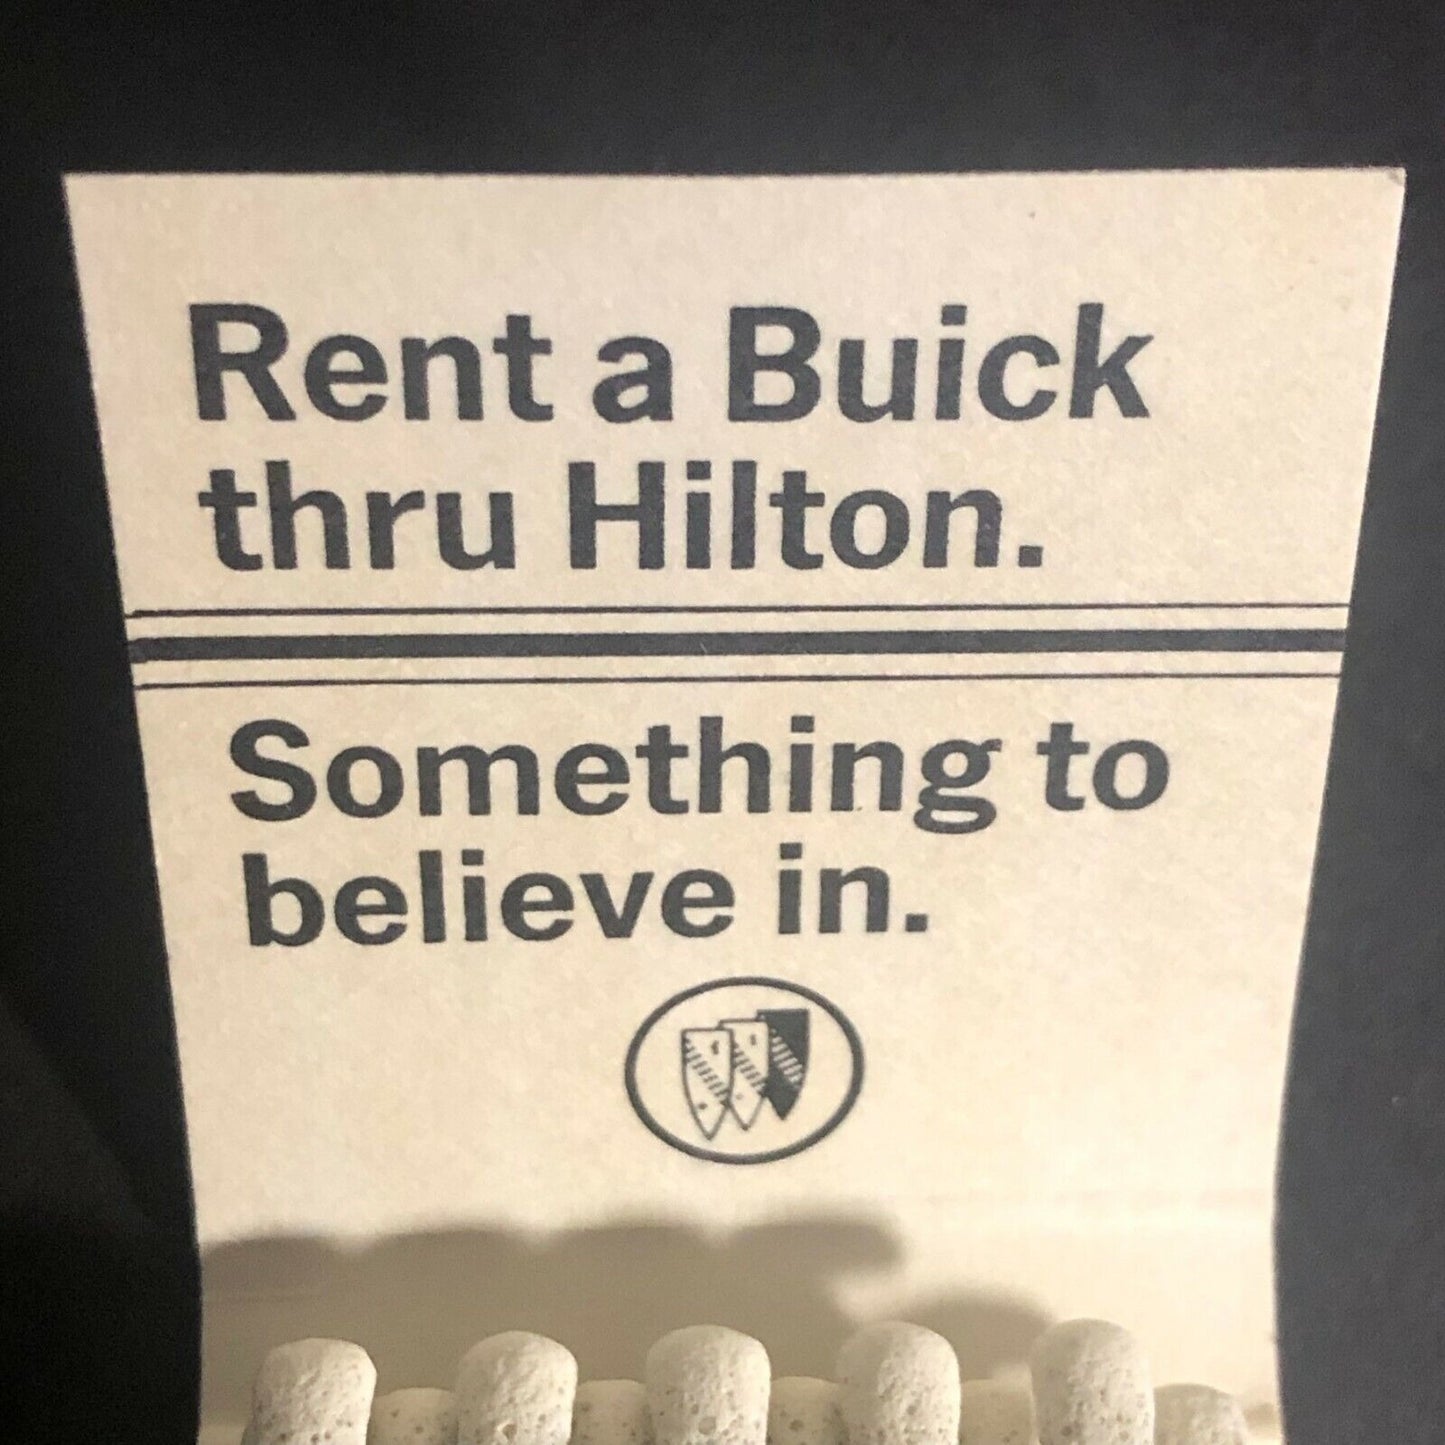 Rent a Buick
thru Hilton.
Something to
believe in.